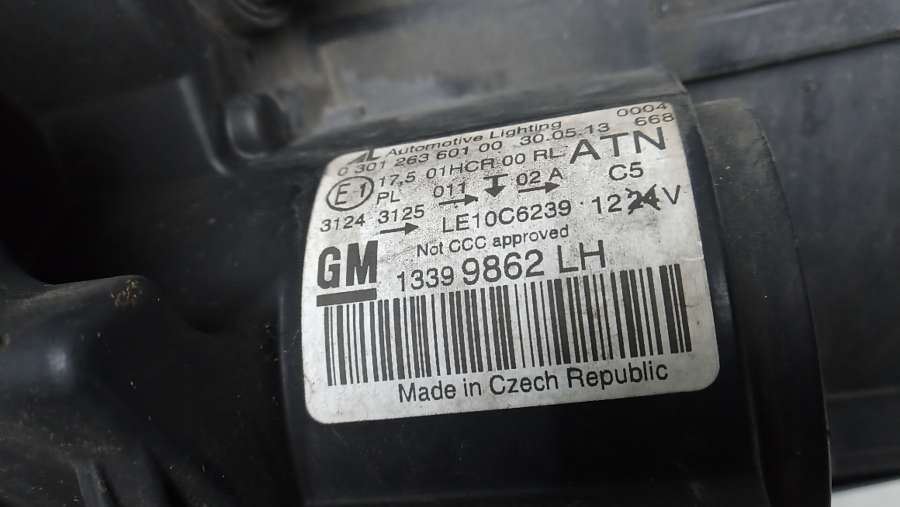 AL Automotive Lighting 0004
0 301 263 601 00 30.05.13 668
E1 17,5 01HCR 00 RL ATN
PL 011 02 A C5
3124 3125 LE10C6239 12 24 V
Not CCC approved
GM 1339 9862 LH
Made in Czech Republic